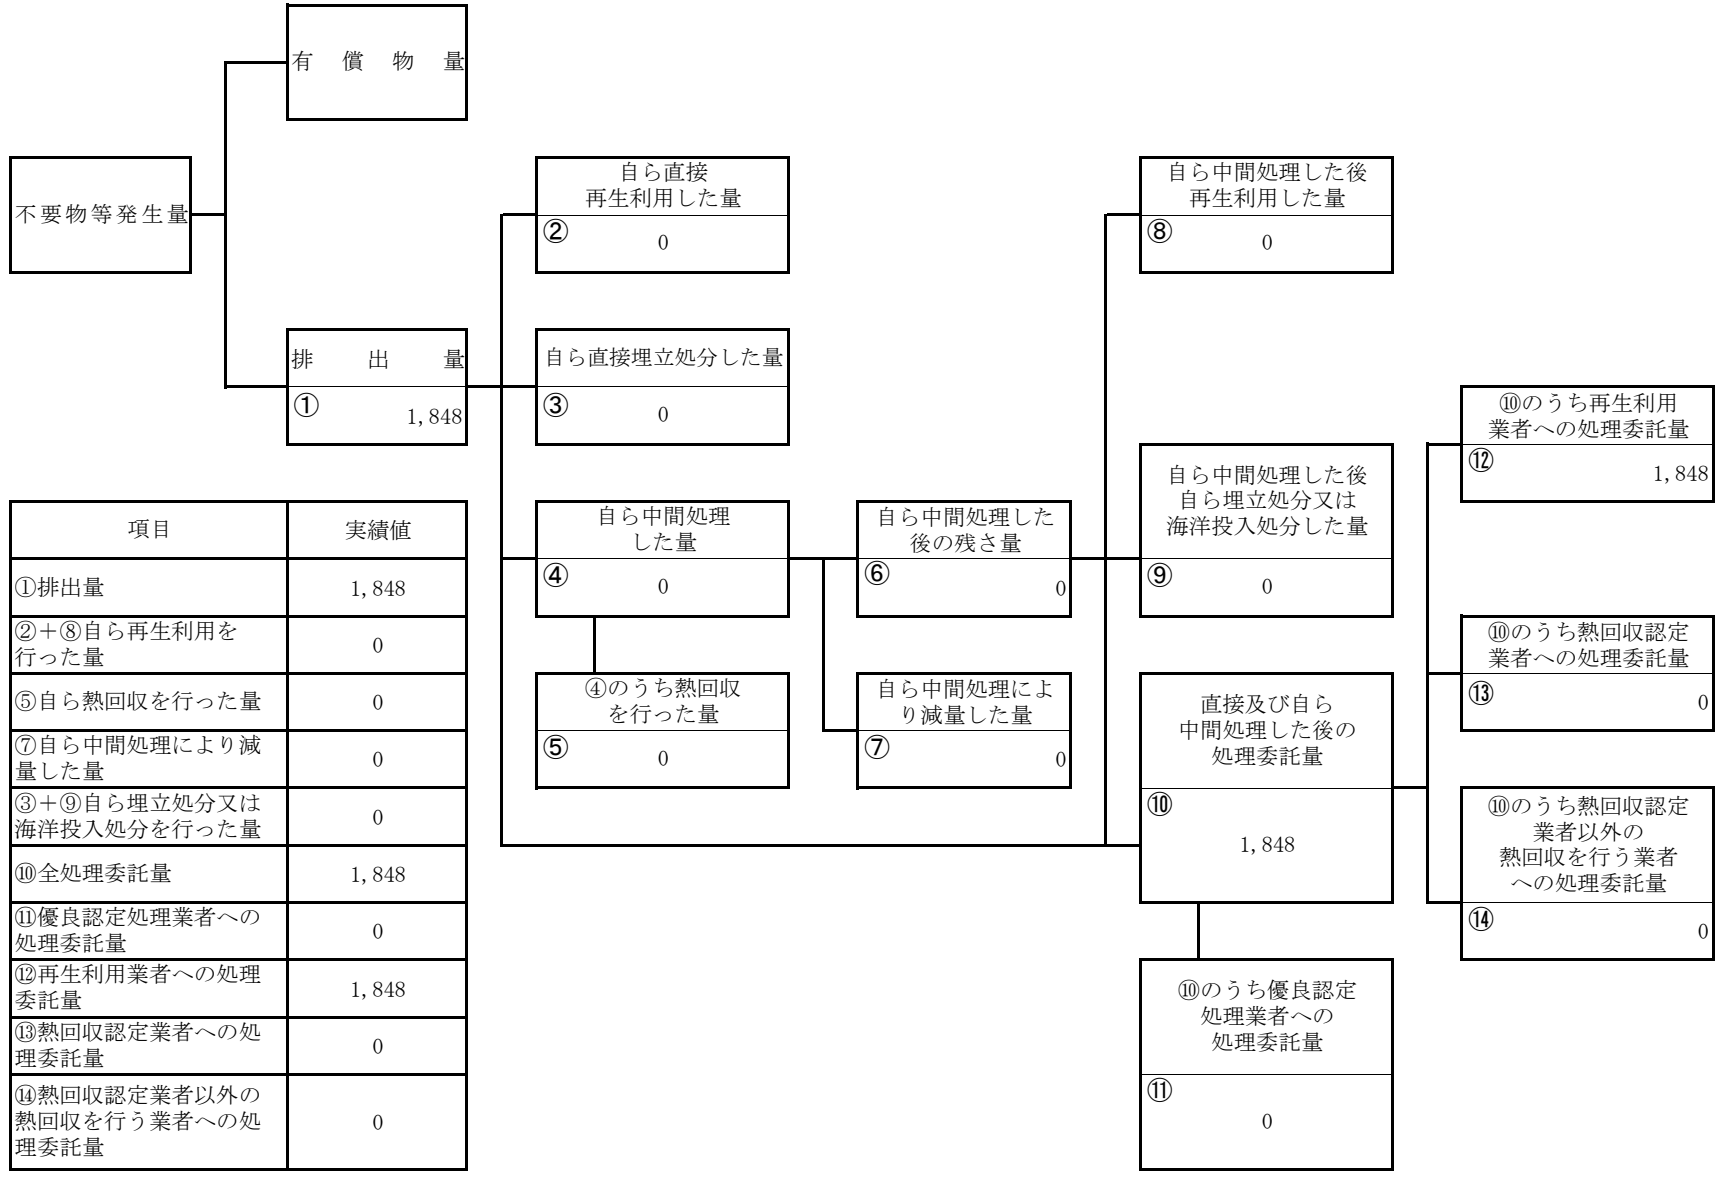 有償物量
不要物等発生量
自ら直接
再生利用した量
②
0
自ら中間処理した後
再生利用した量
⑧
0
排出量
①
1,848
自ら直接埋立処分した量
③
0
⑩のうち再生利用
業者への処理委託量
⑫
1,848
自ら中間処理
した量
④
0
自ら中間処理した
後の残さ量
⑥
0
自ら中間処理した後
自ら埋立処分又は
海洋投入処分した量
⑨
0
④のうち熱回収
を行った量
⑤
0
自ら中間処理によ
り減量した量
⑦
0
直接及び自ら
中間処理した後の
処理委託量
⑩
1,848
⑩のうち熱回収認定
業者への処理委託量
⑬
0
⑩のうち熱回収認定
業者以外の
熱回収を行う業者
への処理委託量
⑭
0
⑩のうち優良認定
処理業者への
処理委託量
⑪
0
項目 実績値
①排出量 1,848
②＋⑧自ら再生利用を
行った量 0
⑤自ら熱回収を行った量 0
⑦自ら中間処理により減
量した量 0
③＋⑨自ら埋立処分又は
海洋投入処分を行った量 0
⑩全処理委託量 1,848
⑪優良認定処理業者への
処理委託量 0
⑫再生利用業者への処理
委託量 1,848
⑬熱回収認定業者への処
理委託量 0
⑭熱回収認定業者以外の
熱回収を行う業者への処
理委託量 0